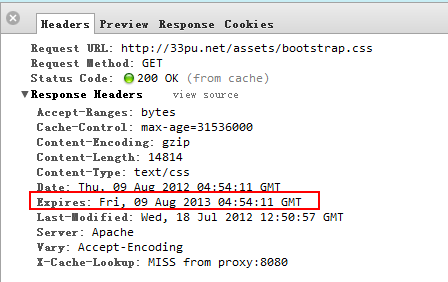 Headers Preview Response Cookies
Request URL: http://33pu.net/assets/bootstrap.css
Request Method: GET
Status Code: 200 OK (from cache)
▼Response Headers view source
Accept-Ranges: bytes
Cache-Control: max-age=31536000
Content-Encoding: gzip
Content-Length: 14814
Content-Type: text/css
Date: Thu, 09 Aug 2012 04:54:11 GMT
Expires: Fri, 09 Aug 2013 04:54:11 GMT
Last-Modified: Wed, 18 Jul 2012 12:50:57 GMT
Server: Apache
Vary: Accept-Encoding
X-Cache-Lookup: MISS from proxy:8080